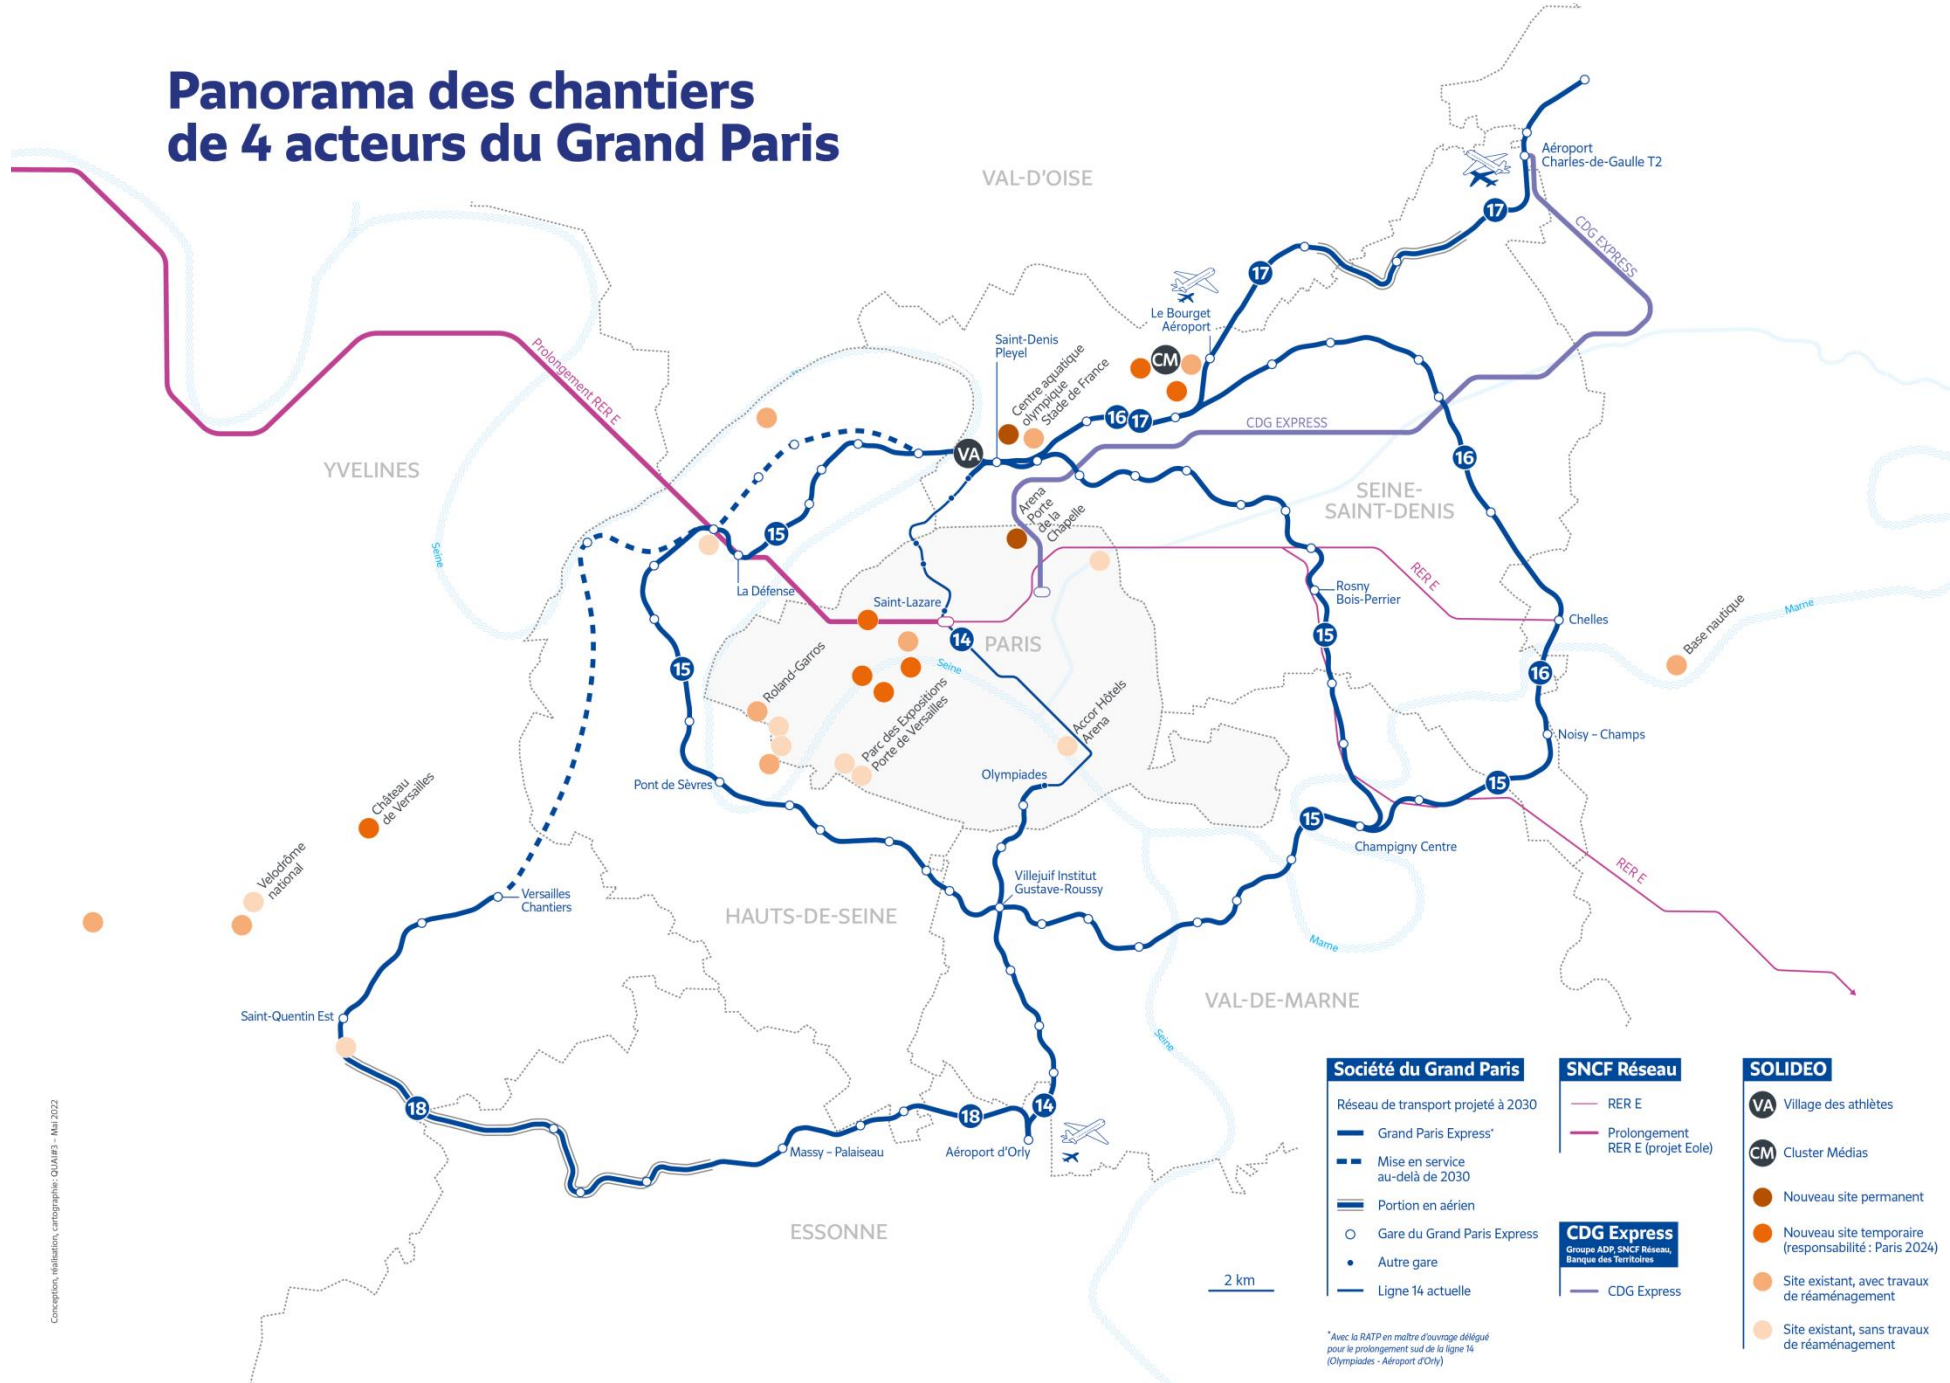 Panorama des chantiers
de 4 acteurs du Grand Paris
VAL-D'OISE
Aéroport
Charles-de-Gaulle T2
17
CDG EXPRESS
17
Le Bourget
Aéroport
Saint-Denis
Pleyel
Centre aquatique
olympique
Stade de France
CM
16
17
CDG EXPRESS
Prolongement RER E
YVELINES
VA
16
SEINE-
SAINT-DENIS
Arena
Porte
de la
Chapelle
15
Seine
La Défense
Saint-Lazare
14
PARIS
RER E
Rosny
Bois-Perrier
15
Chelles
Marne
Base nautique
16
15
Roland-Garros
Seine
Parc des Expositions
Porte de Versailles
Accor Hôtels
Arena
Noisy – Champs
Olympiades
Pont de Sèvres
15
15
Champigny Centre
RER E
Château
de Versailles
Velodrôme
national
Versailles
Chantiers
Villejuif Institut
Gustave-Roussy
HAUTS-DE-SEINE
Marne
VAL-DE-MARNE
Saint-Quentin Est
Seine
18
18
14
Massy – Palaiseau
Aéroport d'Orly
ESSONNE
2 km
Société du Grand Paris
Réseau de transport projeté à 2030
Grand Paris Express*
Mise en service
au-delà de 2030
Portion en aérien
Gare du Grand Paris Express
Autre gare
Ligne 14 actuelle
*Avec la RATP en maître d'ouvrage délégué
pour le prolongement sud de la ligne 14
(Olympiades - Aéroport d'Orly)
SNCF Réseau
RER E
Prolongement
RER E (projet Eole)
CDG Express
Groupe ADP, SNCF Réseau,
Banque des Territoires
CDG Express
SOLIDEO
VA
Village des athlètes
CM
Cluster Médias
Nouveau site permanent
Nouveau site temporaire
(responsabilité : Paris 2024)
Site existant, avec travaux
de réaménagement
Site existant, sans travaux
de réaménagement
Conception, réalisation, cartographie : QUAI#3 – Mai 2022